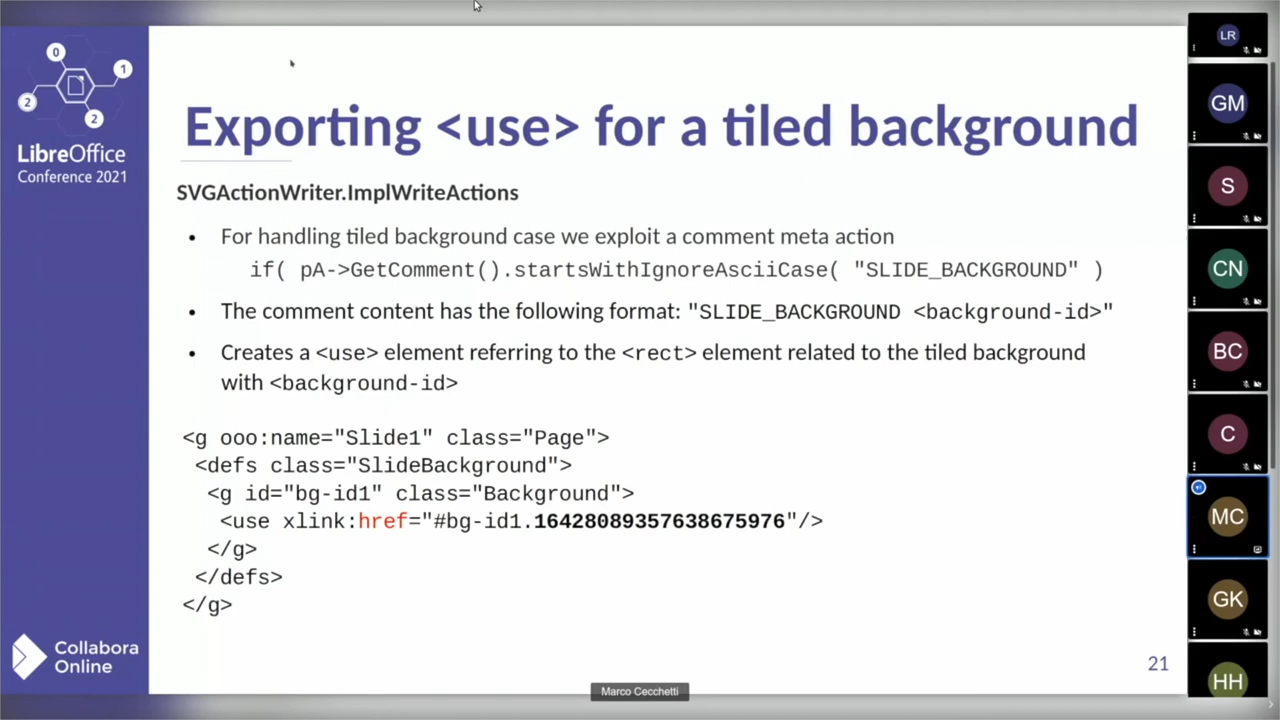 0
1
2
2
LibreOffice
Conference 2021
Exporting <use> for a tiled background
SVGActionWriter.ImplWriteActions
• For handling tiled background case we exploit a comment meta action
if( pA->GetComment().startsWithIgnoreAsciiCase( "SLIDE_BACKGROUND" )
• The comment content has the following format: "SLIDE_BACKGROUND <background-id>"
• Creates a <use> element referring to the <rect> element related to the tiled background
with <background-id>
<g ooo:name="Slide1" class="Page">
<defs class="SlideBackground">
<g id="bg-id1" class="Background">
<use xlink:href="#bg-id1.16428089357638675976"/>
</g>
</defs>
</g>
Collabora
Online
21
Marco Cecchetti
LR
GM
S
CN
BC
C
MC
GK
HH